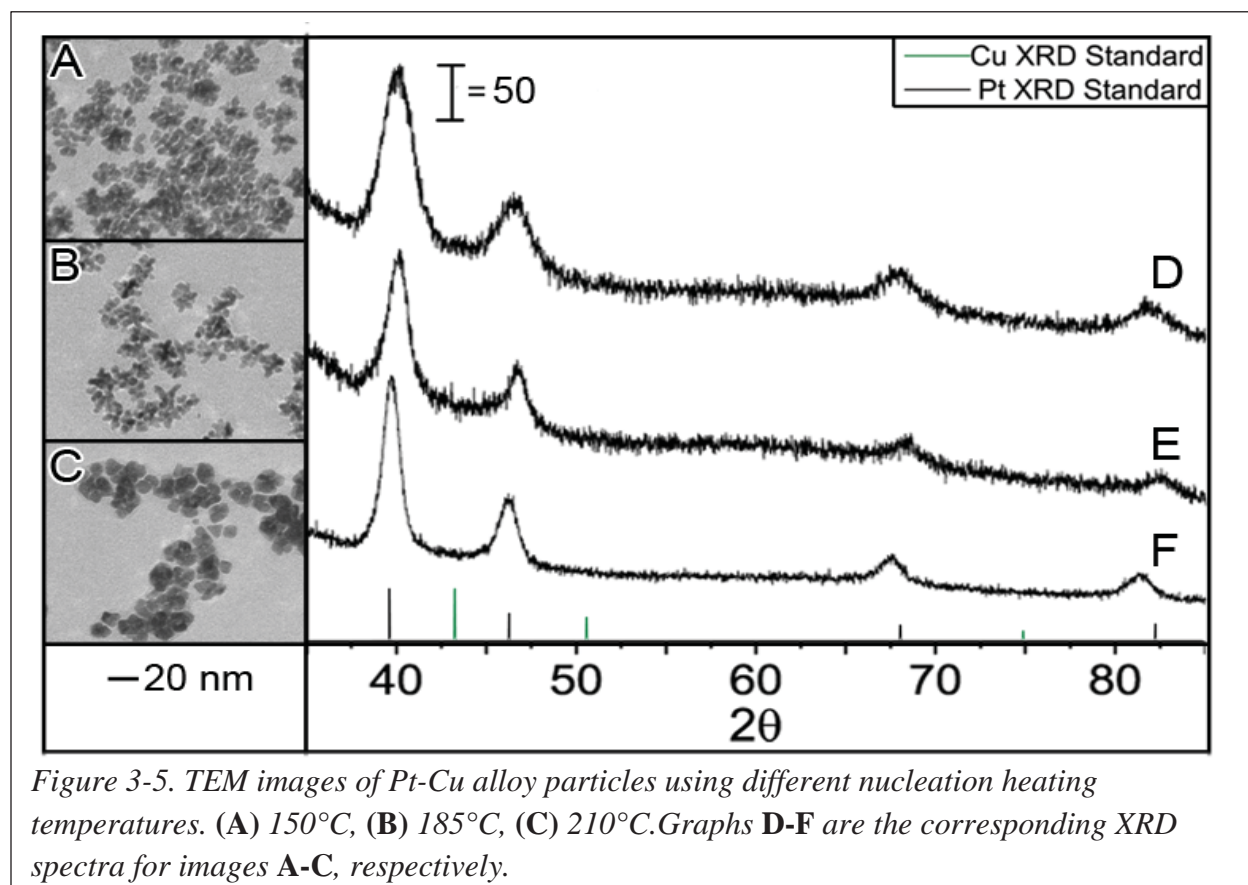 A
B
C
—20 nm
= 50
Cu XRD Standard
Pt XRD Standard
D
E
F
40 50 60 70 80
2θ
Figure 3-5. TEM images of Pt-Cu alloy particles using different nucleation heating
temperatures. (A) 150°C, (B) 185°C, (C) 210°C.Graphs D-F are the corresponding XRD
spectra for images A-C, respectively.